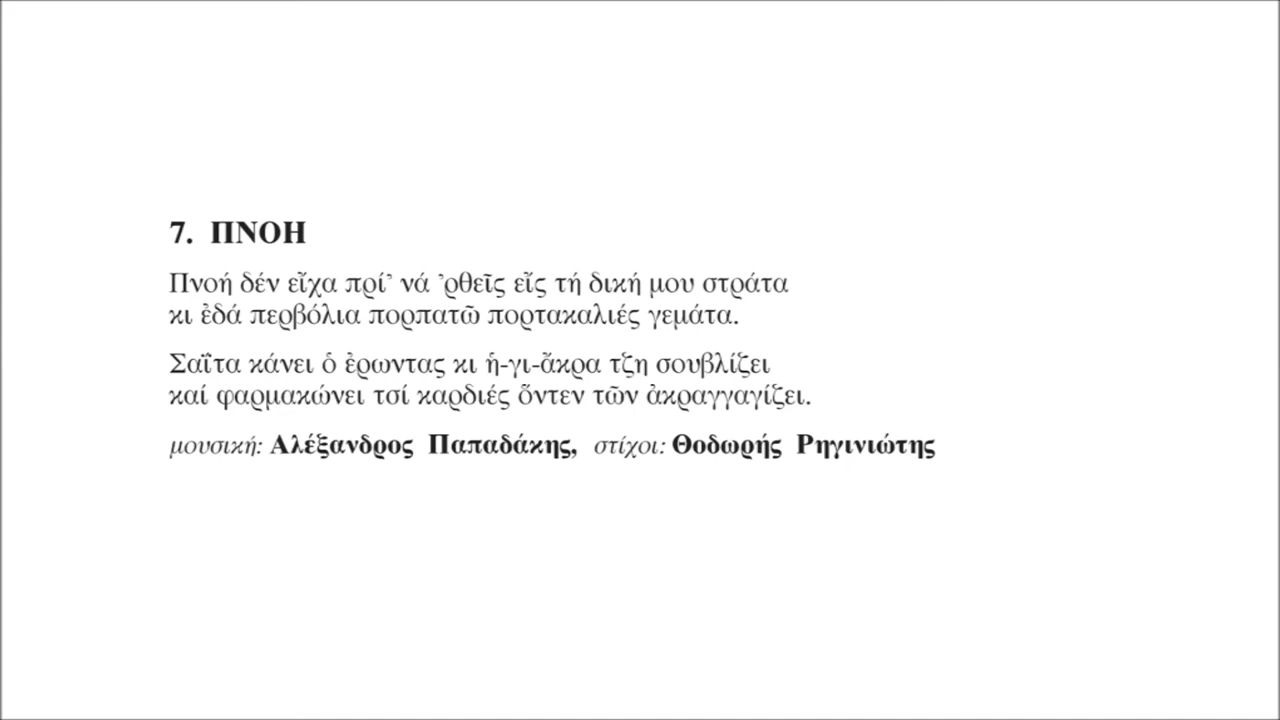 7. ΠΝΟΗ
Πνοή δέν εἶχα πρί᾽ νά ᾽ρθεῖς εἴς τή δική μου στράτα
κι ἐδά περβόλια πορπατῶ πορτακαλιές γεμάτα.
Σαΐτα κάνει ὁ ἐρωντας κι ἡ-γι-ἄκρα τζη σουβλίζει
καί φαρμακώνει τσί καρδιές ὅντεν τῶν ἀκραγγαγίζει.
μουσική: Αλέξανδρος Παπαδάκης, στίχοι: Θοδωρής Ρηγινιώτης